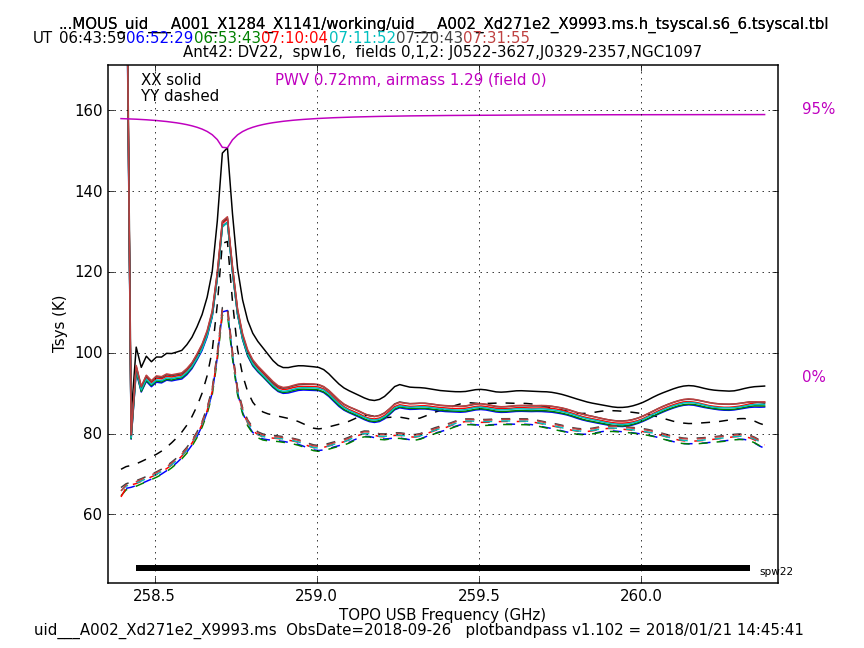 ...MOUS_uid___A001_X1284_X1141/working/uid___A002_Xd271e2_X9993.ms.h_tsyscal.s6_6.tsyscal.tbl
UT 06:43:59 06:52:29 06:53:43 07:10:04 07:11:52 07:20:43 07:31:55
Ant42: DV22, spw16, fields 0,1,2: J0522-3627,J0329-2357,NGC1097
XX solid
YY dashed
PWV 0.72mm, airmass 1.29 (field 0)
95%
0%
160
140
120
100
80
60
Tsys (K)
spw22
258.5 259.0 259.5 260.0
TOPO USB Frequency (GHz)
uid___A002_Xd271e2_X9993.ms ObsDate=2018-09-26 plotbandpass v1.102 = 2018/01/21 14:45:41